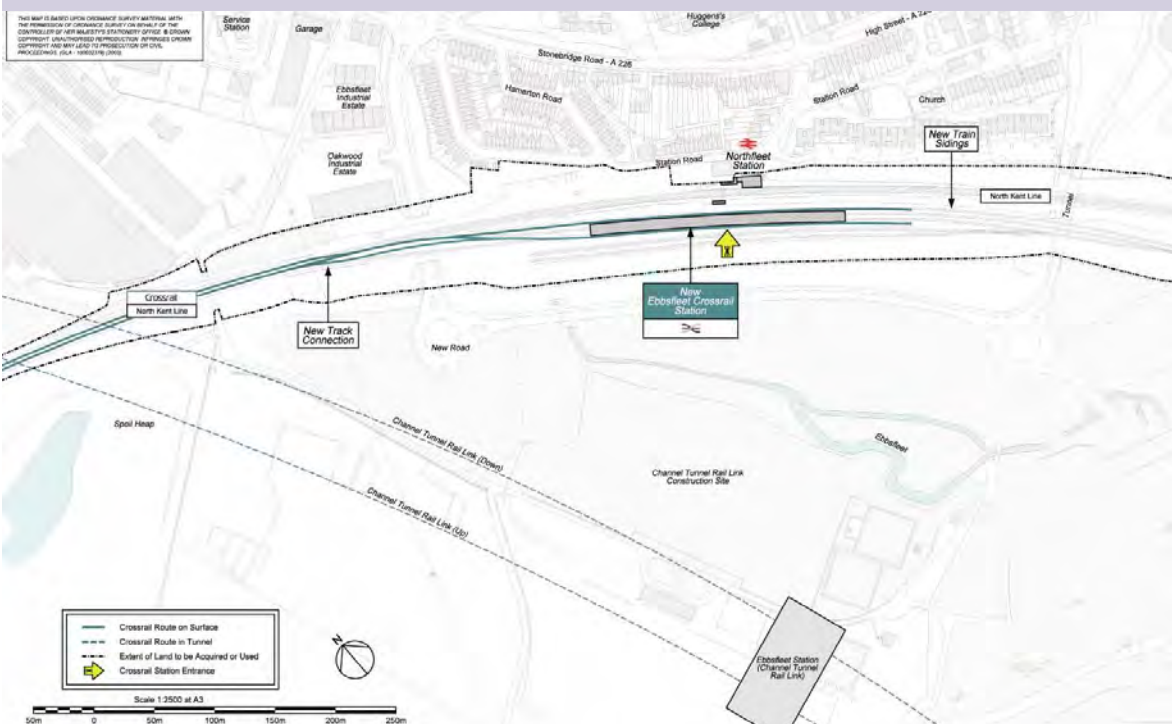 THIS MAP IS BASED UPON ORDNANCE SURVEY MATERIAL WITH
THE PERMISSION OF ORDNANCE SURVEY ON BEHALF OF THE
CONTROLLER OF HER MAJESTY'S STATIONERY OFFICE. © CROWN
COPYRIGHT. UNAUTHORISED REPRODUCTION INFRINGES CROWN
COPYRIGHT AND MAY LEAD TO PROSECUTION OR CIVIL
PROCEEDINGS. (GLA - (2003).
Service
Station
Garage
Huggens's
College
High Street - A 226
Stonebridge Road - A 226
Ebbsfleet
Industrial
Estate
Hamerton Road
Station Road
Church
New Train
Sidings
Oakwood
Industrial
Estate
Station Road
Northfleet
Station
North Kent Line
Tunnel
Crossrail
North Kent Line
New Track
Connection
New
Ebbsfleet Crossrail
Station
New Road
Spoil Heap
Channel Tunnel Rail Link (Down)
Channel Tunnel Rail Link (Up)
Channel Tunnel Rail Link
Construction Site
Ebbsfleet
Ebbsfleet Station
(Channel Tunnel
Rail Link)
Crossrail Route on Surface
Crossrail Route in Tunnel
Extent of Land to be Acquired or Used
Crossrail Station Entrance
N
Scale 1:2500 at A3
50m 0 50m 100m 150m 200m 250m